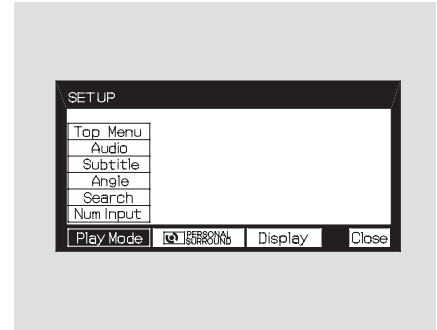 SETUP
Top Menu
Audio
Subtitle
Angle
Search
Num Input
Play Mode PERSONAL SURROUND Display Close